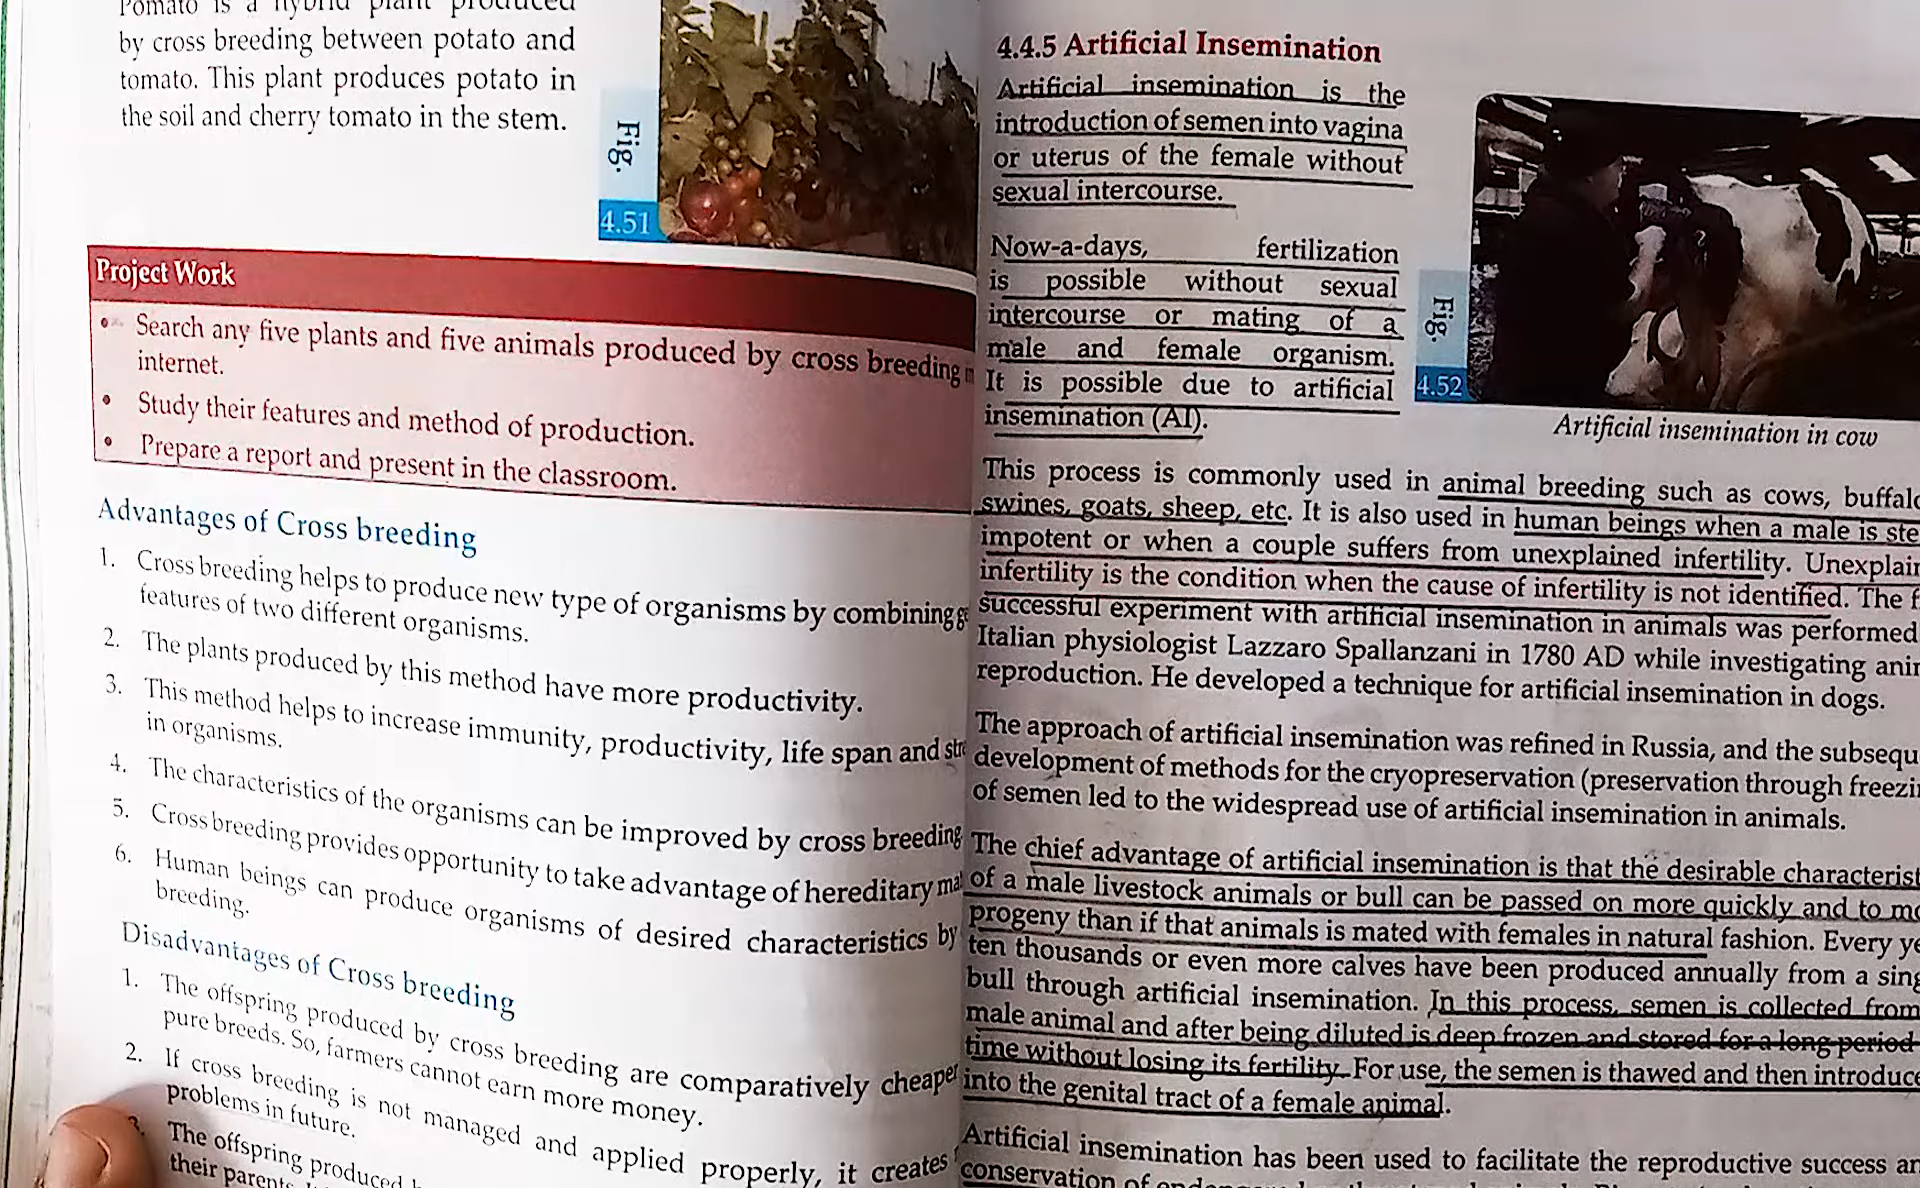 Pomato is a hybrid plant produced
by cross breeding between potato and
tomato. This plant produces potato in
the soil and cherry tomato in the stem.
Fig.
4.51
Project Work
• Search any five plants and five animals produced by cross breeding
internet.
• Study their features and method of production.
• Prepare a report and present in the classroom.
Advantages of Cross breeding
1. Cross breeding helps to produce new type of organisms by combining
features of two different organisms.
2. The plants produced by this method have more productivity.
3. This method helps to increase immunity, productivity, life span and
in organisms.
4. The characteristics of the organisms can be improved by cross breeding
5. Cross breeding provides opportunity to take advantage of hereditary
6. Human beings can produce organisms of desired characteristics by
breeding.
Disadvantages of Cross breeding
1. The offspring produced by cross breeding are comparatively cheaper
pure breeds. So, farmers cannot earn more money.
2. If cross breeding is not managed and applied properly, it creates
problems in future.
3. The offspring produced
their parents
4.4.5 Artificial Insemination
Artificial insemination is the
introduction of semen into vagina
or uterus of the female without
sexual intercourse.
Now-a-days, fertilization
is possible without sexual
intercourse or mating of a
male and female organism.
It is possible due to artificial
insemination (AI).
Fig.
4.52
Artificial insemination in cow
This process is commonly used in animal breeding such as cows,
swines, goats, sheep, etc. It is also used in human beings when a male is
impotent or when a couple suffers from unexplained infertility.
infertility is the condition when the cause of infertility is not identified. The
successful experiment with artificial insemination in animals was performed
Italian physiologist Lazzaro Spallanzani in 1780 AD while investigating
reproduction. He developed a technique for artificial insemination in dogs.
The approach of artificial insemination was refined in Russia, and the
development of methods for the cryopreservation (preservation through
of semen led to the widespread use of artificial insemination in animals.
The chief advantage of artificial insemination is that the desirable
of a male livestock animals or bull can be passed on more quickly and to
progeny than if that animals is mated with females in natural fashion. Every
ten thousands or even more calves have been produced annually from a
bull through artificial insemination. In this process, semen is collected from
male animal and after being diluted is deep frozen and stored for a long period
time without losing its fertility. For use, the semen is thawed and then
into the genital tract of a female animal.
Artificial insemination has been used to facilitate the reproductive success
conservation of